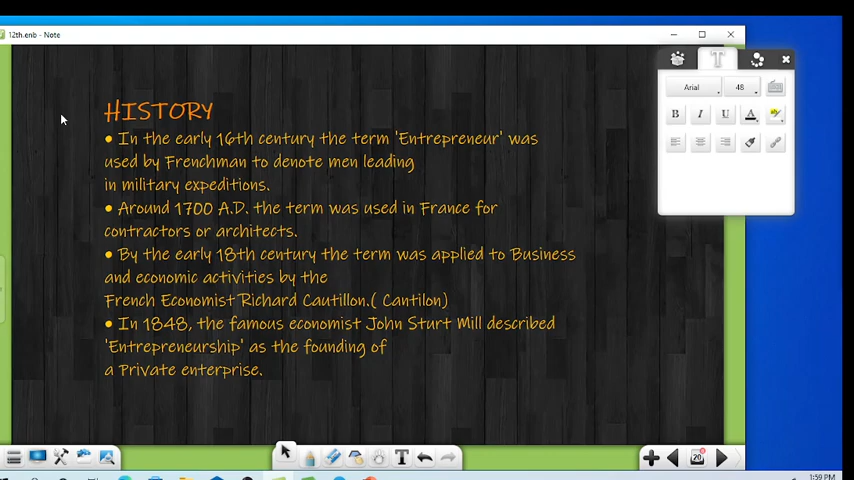 12th.enb - Note
HISTORY
• In the early 16th century the term 'Entrepreneur' was
used by Frenchman to denote men leading
in military expeditions.
• Around 1700 A.D. the term was used in France for
contractors or architects.
• By the early 18th century the term was applied to Business
and economic activities by the
French Economist Richard Cautillon.( Cantilon)
• In 1848, the famous economist John Sturt Mill described
'Entrepreneurship' as the founding of
a Private enterprise.
T
Arial 48
B I U A
T
20
1:59 PM